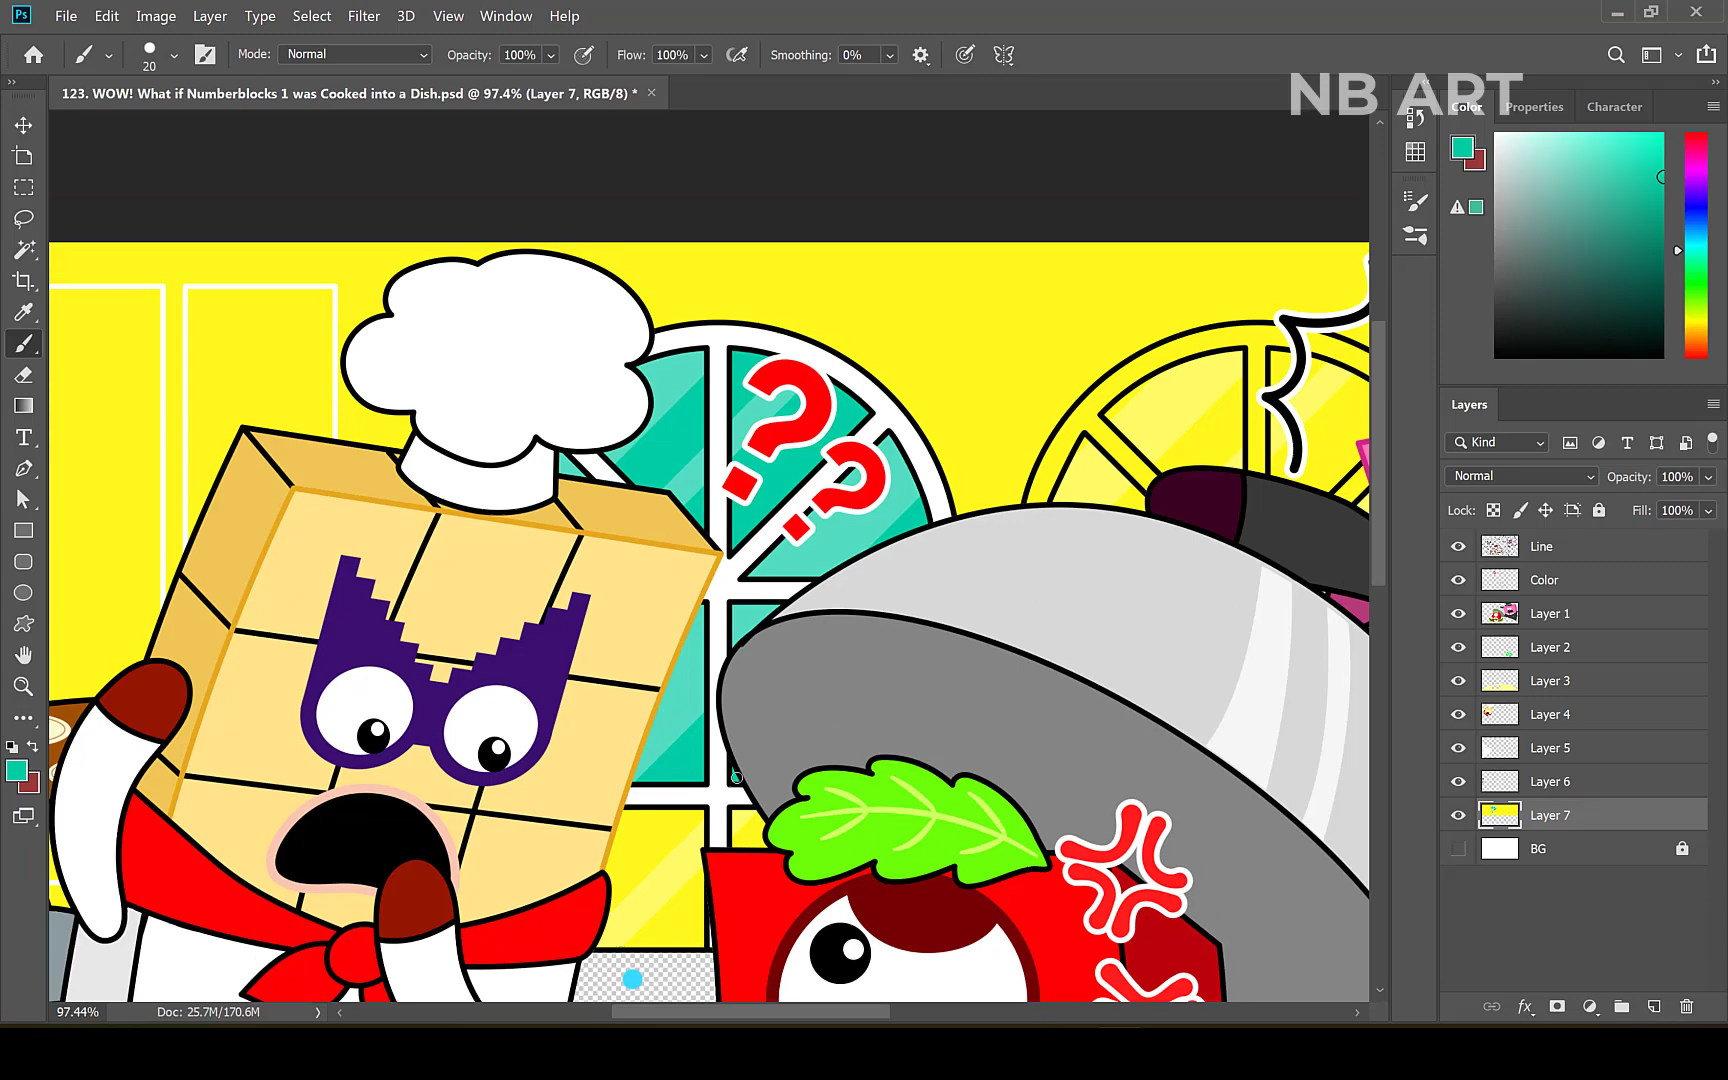 Ps File Edit Image Layer Type Select Filter 3D View Window Help
20 Mode: Normal Opacity: 100% Flow: 100% Smoothing: 0%
123. WOW! What if Numberblocks 1 was Cooked into a Dish.psd @ 97.4% (Layer 7, RGB/8) *
NB ART
Color Properties Character
Layers
Kind
Normal Opacity: 100%
Lock: Fill: 100%
Line
Color
Layer 1
Layer 2
Layer 3
Layer 4
Layer 5
Layer 6
Layer 7
BG
fx
??
97.44% Doc: 25.7M/170.6M